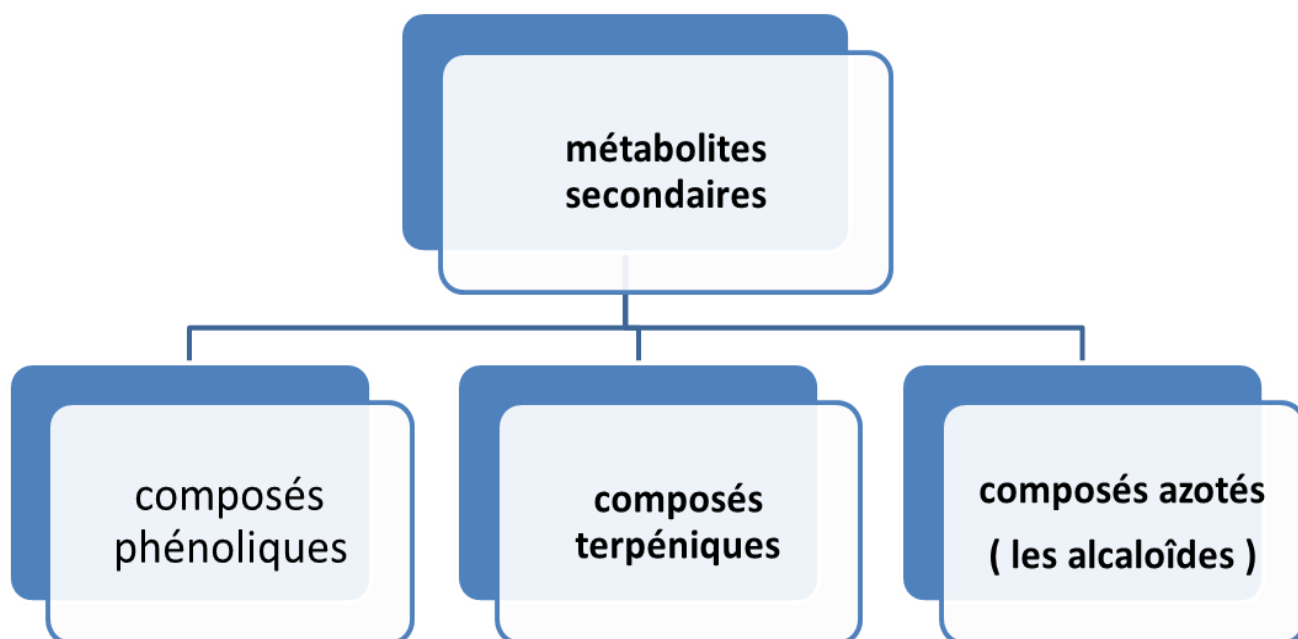 métabolites
secondaires
composés
phénoliques
composés
terpéniques
composés azotés
( les alcaloîdes )